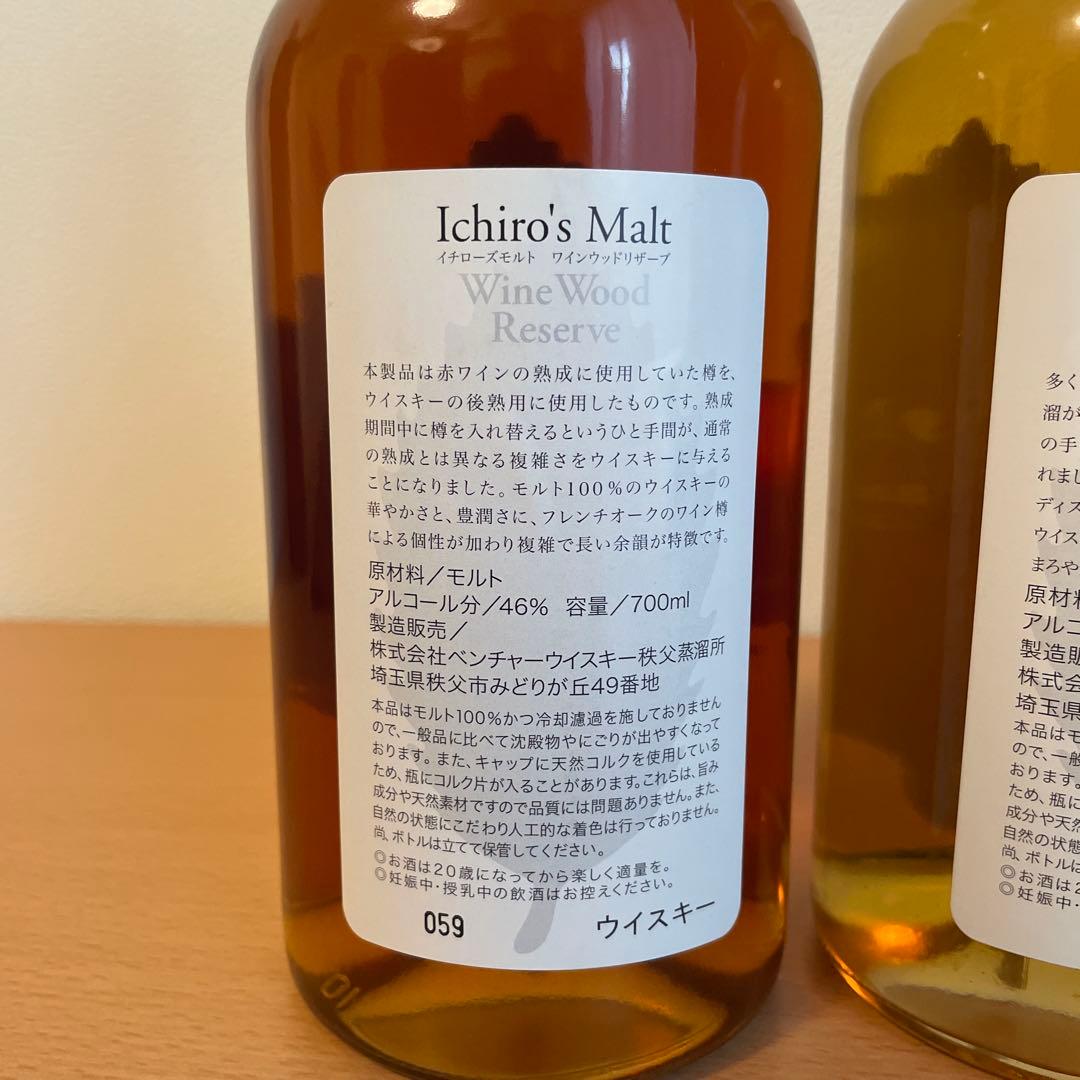 Ichiro's Malt
イチローズモルト ワインウッドリザーブ
Wine Wood
Reserve
本製品は赤ワインの熟成に使用していた樽を、
ウイスキーの後熟用に使用したものです。熟成
期間中に樽を入れ替えるというひと手間が、通常
の熟成とは異なる複雑さをウイスキーに与える
ことになりました。モルト100%のウイスキーの
華やかさと、豊潤さに、フレンチオークのワイン樽
による個性が加わり複雑で長い余韻が特徴です。
原材料/モルト
アルコール分/46% 容量/700ml
製造販売/
株式会社ベンチャーウイスキー秩父蒸溜所
埼玉県秩父市みどりが丘49番地
本品はモルト100%かつ冷却濾過を施しておりません
ので、一般品に比べて沈殿物やにごりが出やすくなって
おります。また、キャップに天然コルクを使用している
ため、瓶にコルク片が入ることがあります。これらは、旨み
成分や天然素材ですので品質には問題ありません。また、
自然の状態にこだわり人工的な着色は行っておりません。
尚、ボトルは立てて保管してください。
◎お酒は20歳になってから楽しく適量を。
◎妊娠中・授乳中の飲酒はお控えください。
059 ウイスキー
10
多く
溜が
の手
れまし
ディス
ウイス
まろや
原材料
アルコ
製造販
株式会
埼玉県
本品はモ
ので、一般
おります。
ため、瓶に
成分や天然
自然の状態
尚、ボトルは
◎お酒は2
◎妊娠中・